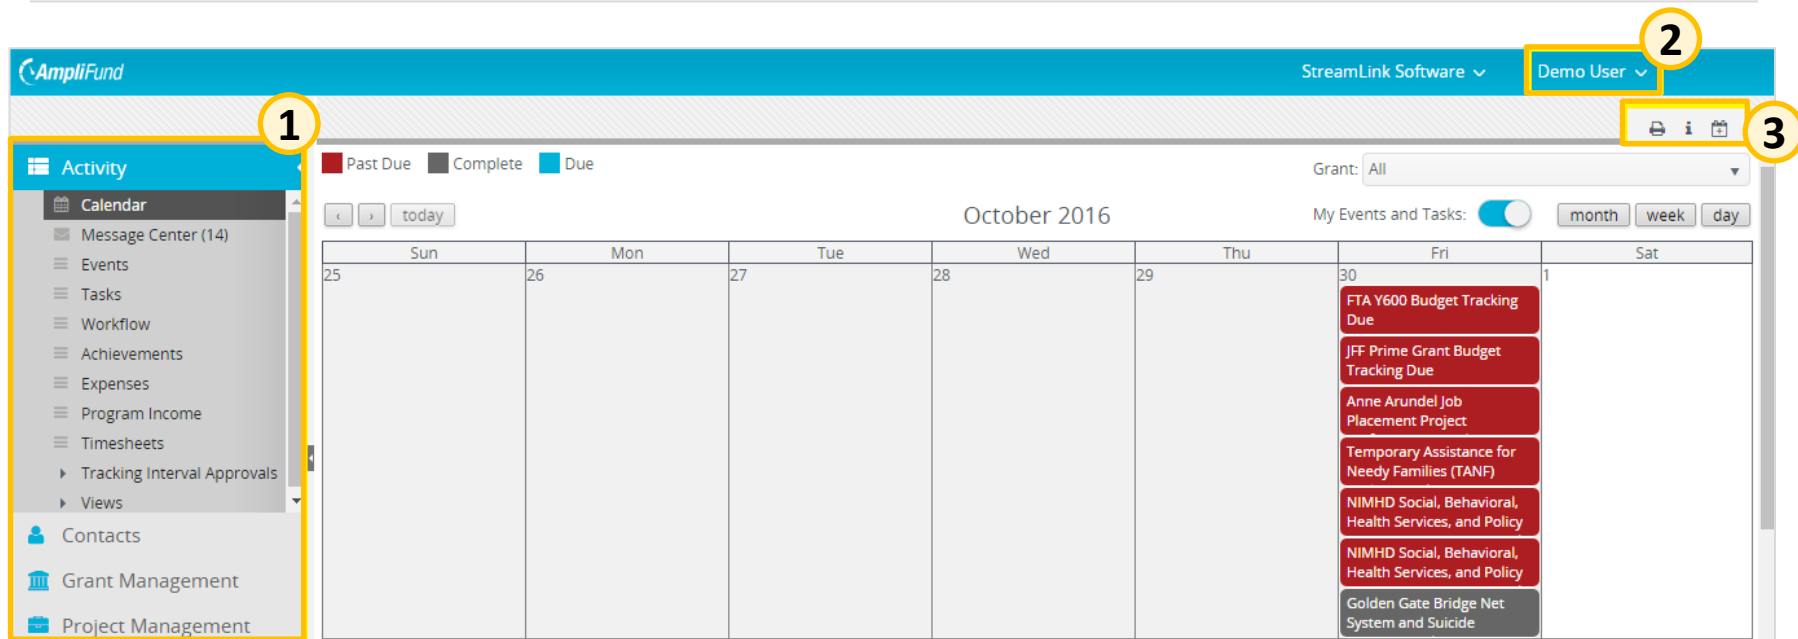 2
AmpliFund
StreamLink Software
Demo User
1
3
Activity
Past Due
Complete
Due
Grant: All
Calendar
today
October 2016
My Events and Tasks:
month
week
day
Message Center (14)
Events
Tasks
Workflow
Achievements
Expenses
Program Income
Timesheets
Tracking Interval Approvals
Views
Contacts
Grant Management
Project Management
Sun Mon Tue Wed Thu Fri Sat
25 26 27 28 29 30 1
FTA Y600 Budget Tracking
Due
JFF Prime Grant Budget
Tracking Due
Anne Arundel Job
Placement Project
Temporary Assistance for
Needy Families (TANF)
NIMHD Social, Behavioral,
Health Services, and Policy
NIMHD Social, Behavioral,
Health Services, and Policy
Golden Gate Bridge Net
System and Suicide